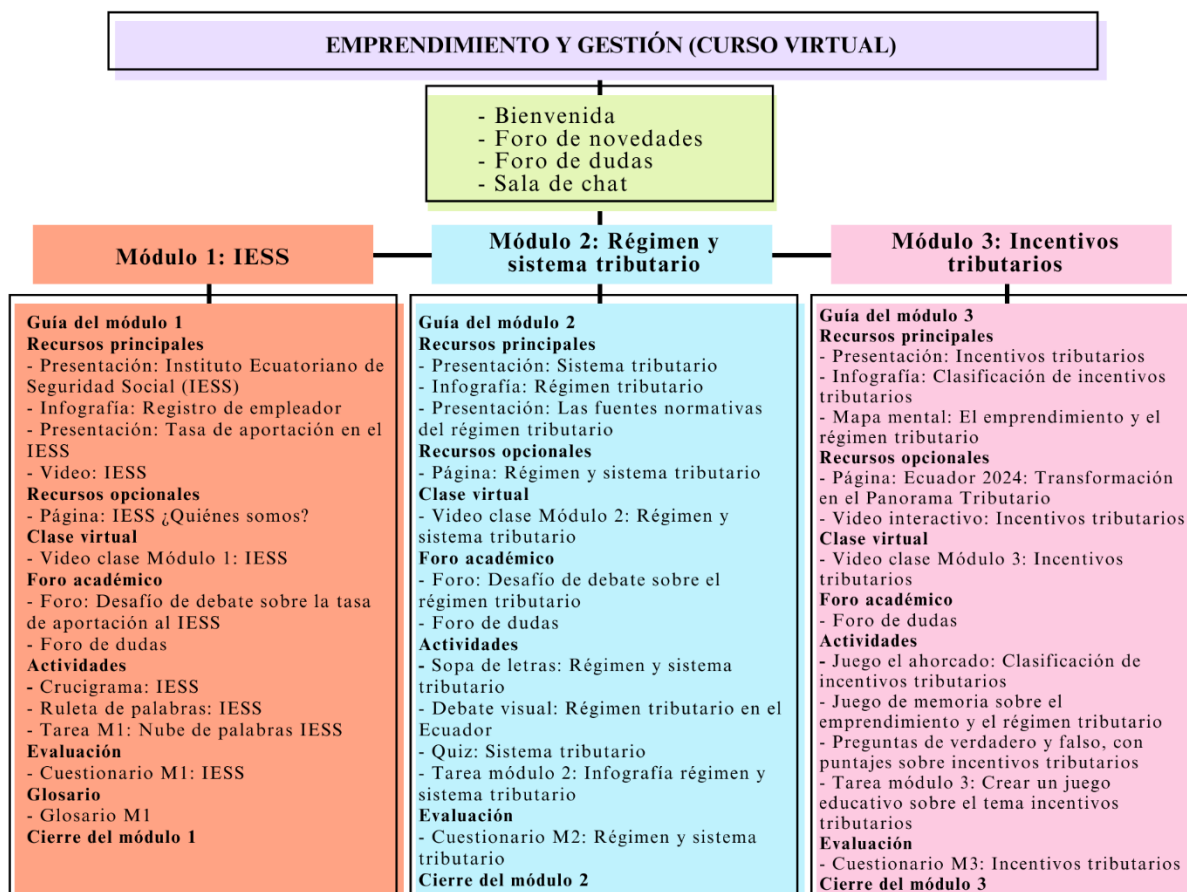 EMPRENDIMIENTO Y GESTIÓN (CURSO VIRTUAL)
- Bienvenida
- Foro de novedades
- Foro de dudas
- Sala de chat
Módulo 1: IESS
Guía del módulo 1
Recursos principales
- Presentación: Instituto Ecuatoriano de
Seguridad Social (IESS)
- Infografía: Registro de empleador
- Presentación: Tasa de aportación en el
IESS
- Video: IESS
Recursos opcionales
- Página: IESS ¿Quiénes somos?
Clase virtual
- Video clase Módulo 1: IESS
Foro académico
- Foro: Desafío de debate sobre la tasa
de aportación al IESS
- Foro de dudas
Actividades
- Crucigrama: IESS
- Ruleta de palabras: IESS
- Tarea M1: Nube de palabras IESS
Evaluación
- Cuestionario M1: IESS
Glosario
- Glosario M1
Cierre del módulo 1
Módulo 2: Régimen y
sistema tributario
Guía del módulo 2
Recursos principales
- Presentación: Sistema tributario
- Infografía: Régimen tributario
- Presentación: Las fuentes normativas
del régimen tributario
Recursos opcionales
- Página: Régimen y sistema tributario
Clase virtual
- Video clase Módulo 2: Régimen y
sistema tributario
Foro académico
- Foro: Desafío de debate sobre el
régimen tributario
- Foro de dudas
Actividades
- Sopa de letras: Régimen y sistema
tributario
- Debate visual: Régimen tributario en el
Ecuador
- Quiz: Sistema tributario
- Tarea módulo 2: Infografía régimen y
sistema tributario
Evaluación
- Cuestionario M2: Régimen y sistema
tributario
Cierre del módulo 2
Módulo 3: Incentivos
tributarios
Guía del módulo 3
Recursos principales
- Presentación: Incentivos tributarios
- Infografía: Clasificación de incentivos
tributarios
- Mapa mental: El emprendimiento y el
régimen tributario
Recursos opcionales
- Página: Ecuador 2024: Transformación
en el Panorama Tributario
- Video interactivo: Incentivos tributarios
Clase virtual
- Video clase Módulo 3: Incentivos
tributarios
Foro académico
- Foro de dudas
Actividades
- Juego el ahorcado: Clasificación de
incentivos tributarios
- Juego de memoria sobre el
emprendimiento y el régimen tributario
- Preguntas de verdadero y falso, con
puntajes sobre incentivos tributarios
- Tarea módulo 3: Crear un juego
educativo sobre el tema incentivos
tributarios
Evaluación
- Cuestionario M3: Incentivos tributarios
Cierre del módulo 3